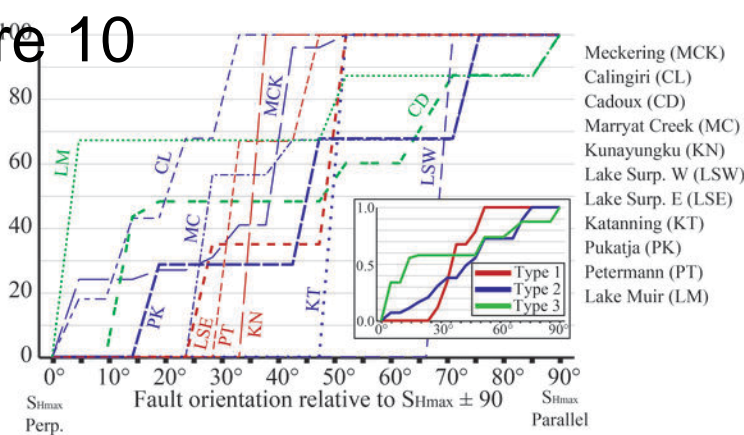 re 10
100
80
60
40
20
0
LM
CL
MC
MCK
CD
LSW
PK
LSE
PT
KN
KT
1.0
0.5
0.0
0° 30° 60° 90°
Type 1
Type 2
Type 3
0° 10° 20° 30° 40° 50° 60° 70° 80° 90°
SHmax
Perp.
Fault orientation relative to SHmax ± 90
SHmax
Parallel
Meckering (MCK)
Calingiri (CL)
Cadoux (CD)
Marryat Creek (MC)
Kunayungku (KN)
Lake Surp. W (LSW)
Lake Surp. E (LSE)
Katanning (KT)
Pukatja (PK)
Petermann (PT)
Lake Muir (LM)